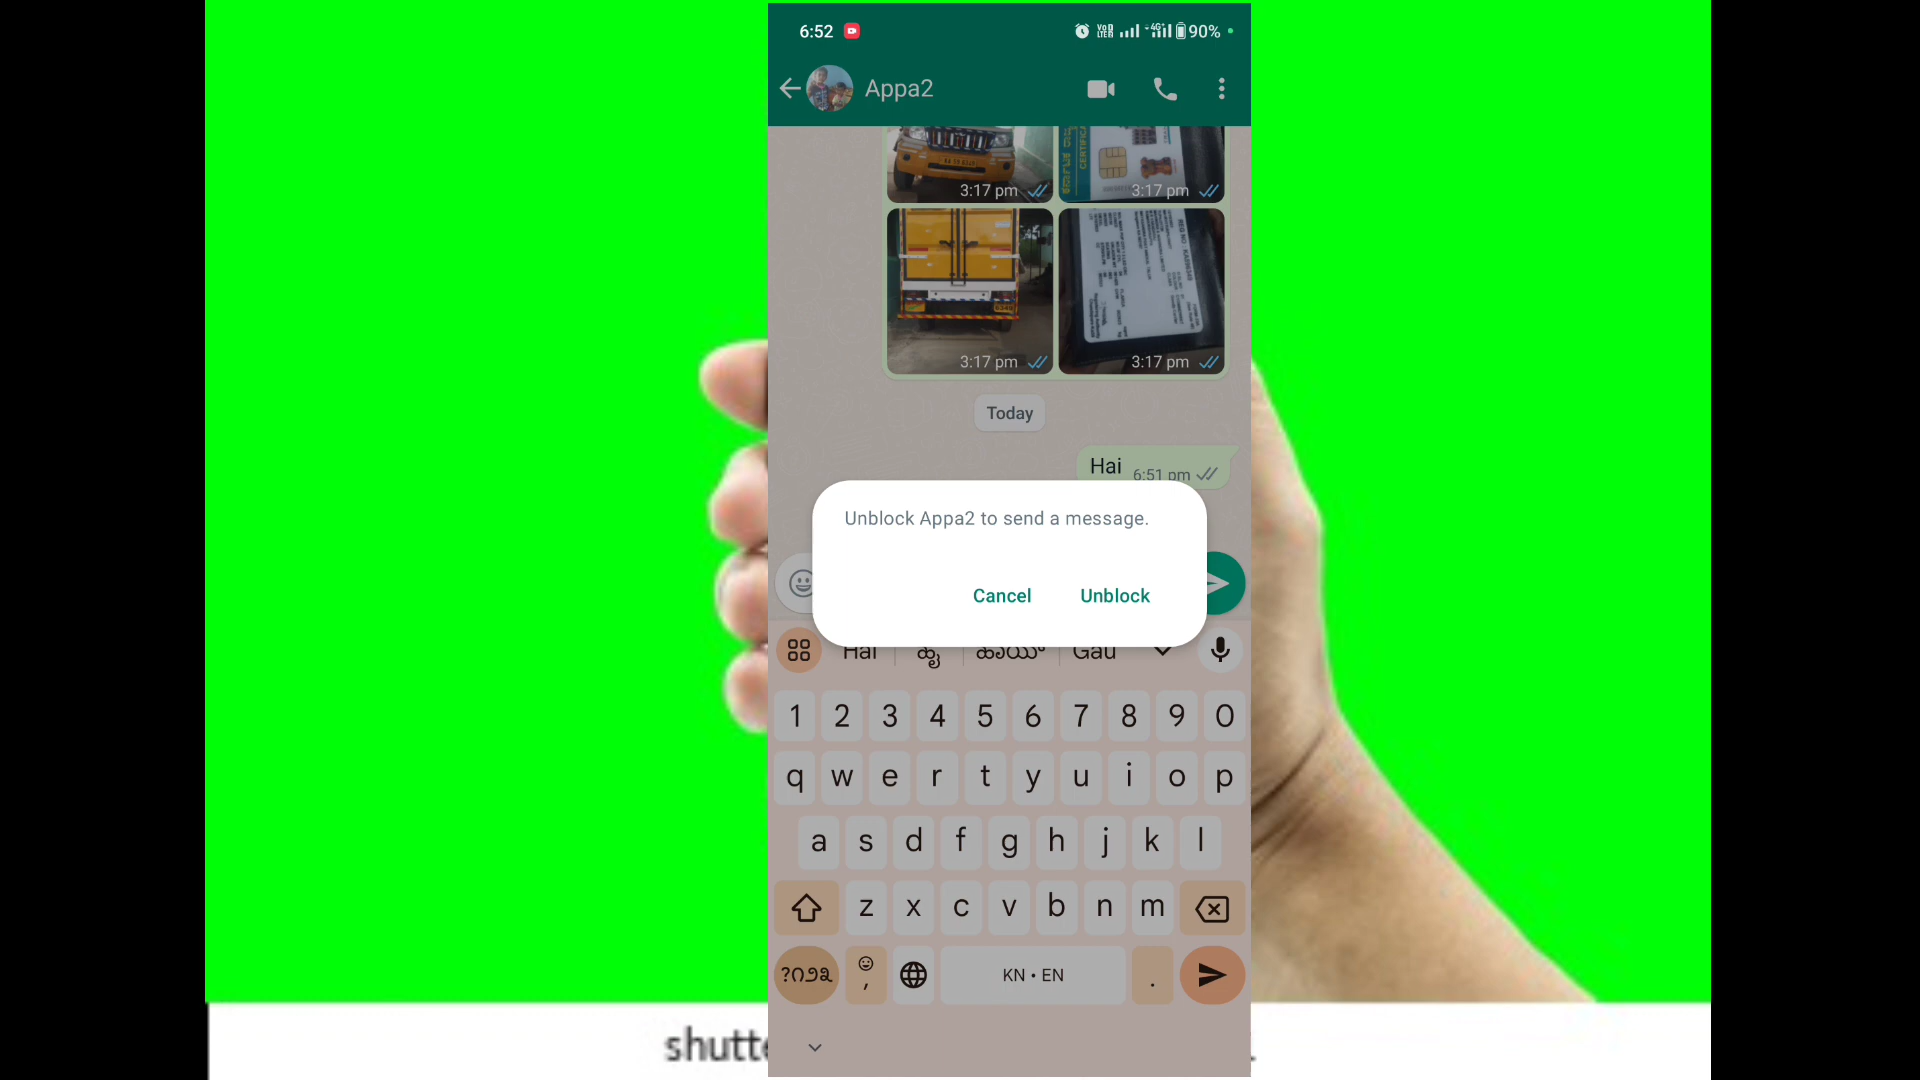 6:52
90%
Appa2
3:17 pm
3:17 pm
3:17 pm
3:17 pm
Today
Hai
6:51 pm
Unblock Appa2 to send a message.
Cancel Unblock
Hai ಹೈ ಹಾಯ್ Gau
1 2 3 4 5 6 7 8 9 0
q w e r t y u i o p
a s d f g h j k l
z x c v b n m
?೧೨೩ , KN • EN .
shutte